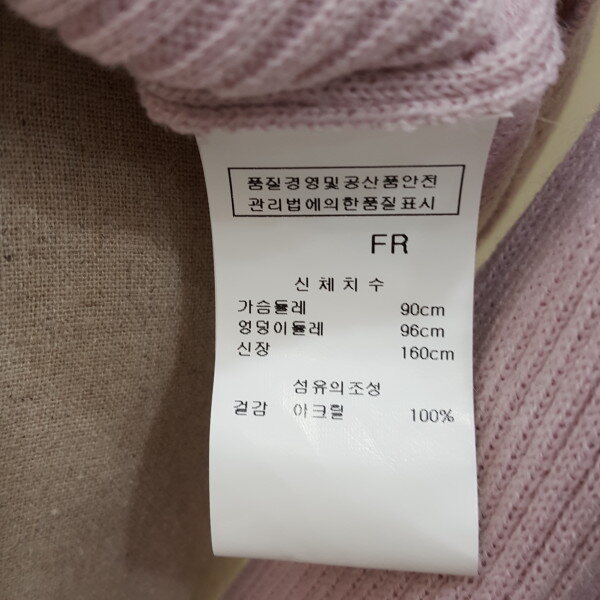 품질경영및공산품안전
관리법에의한품질표시
FR
신체치수
가슴둘레 90cm
엉덩이둘레 96cm
신장 160cm
섬유의조성
겉감 아크릴 100%